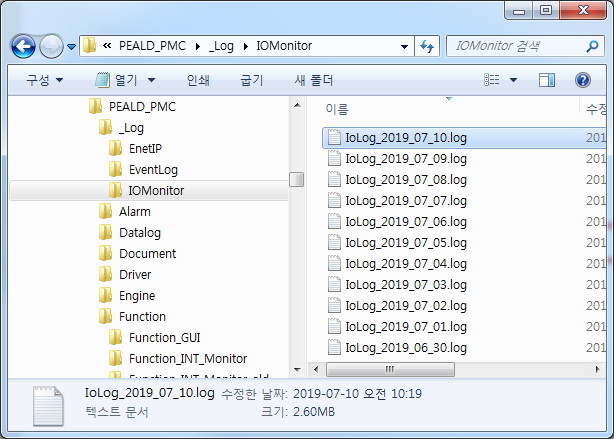 « PEALD_PMC ▸ _Log ▸ IOMonitor
IOMonitor 검색
구성 열기 인쇄 굽기 새 폴더
PEALD_PMC
_Log
EnetIP
EventLog
IOMonitor
Alarm
Datalog
Document
Driver
Engine
Function
Function_GUI
Function_INT_Monitor
Function_INT_Monitor_old
이름 수정
IoLog_2019_07_10.log 201
IoLog_2019_07_09.log 201
IoLog_2019_07_08.log 201
IoLog_2019_07_07.log 201
IoLog_2019_07_06.log 201
IoLog_2019_07_05.log 201
IoLog_2019_07_04.log 201
IoLog_2019_07_03.log 201
IoLog_2019_07_02.log 201
IoLog_2019_07_01.log 201
IoLog_2019_06_30.log 201
IoLog_2019_07_10.log 수정한 날짜: 2019-07-10 오전 10:19
텍스트 문서 크기: 2.60MB